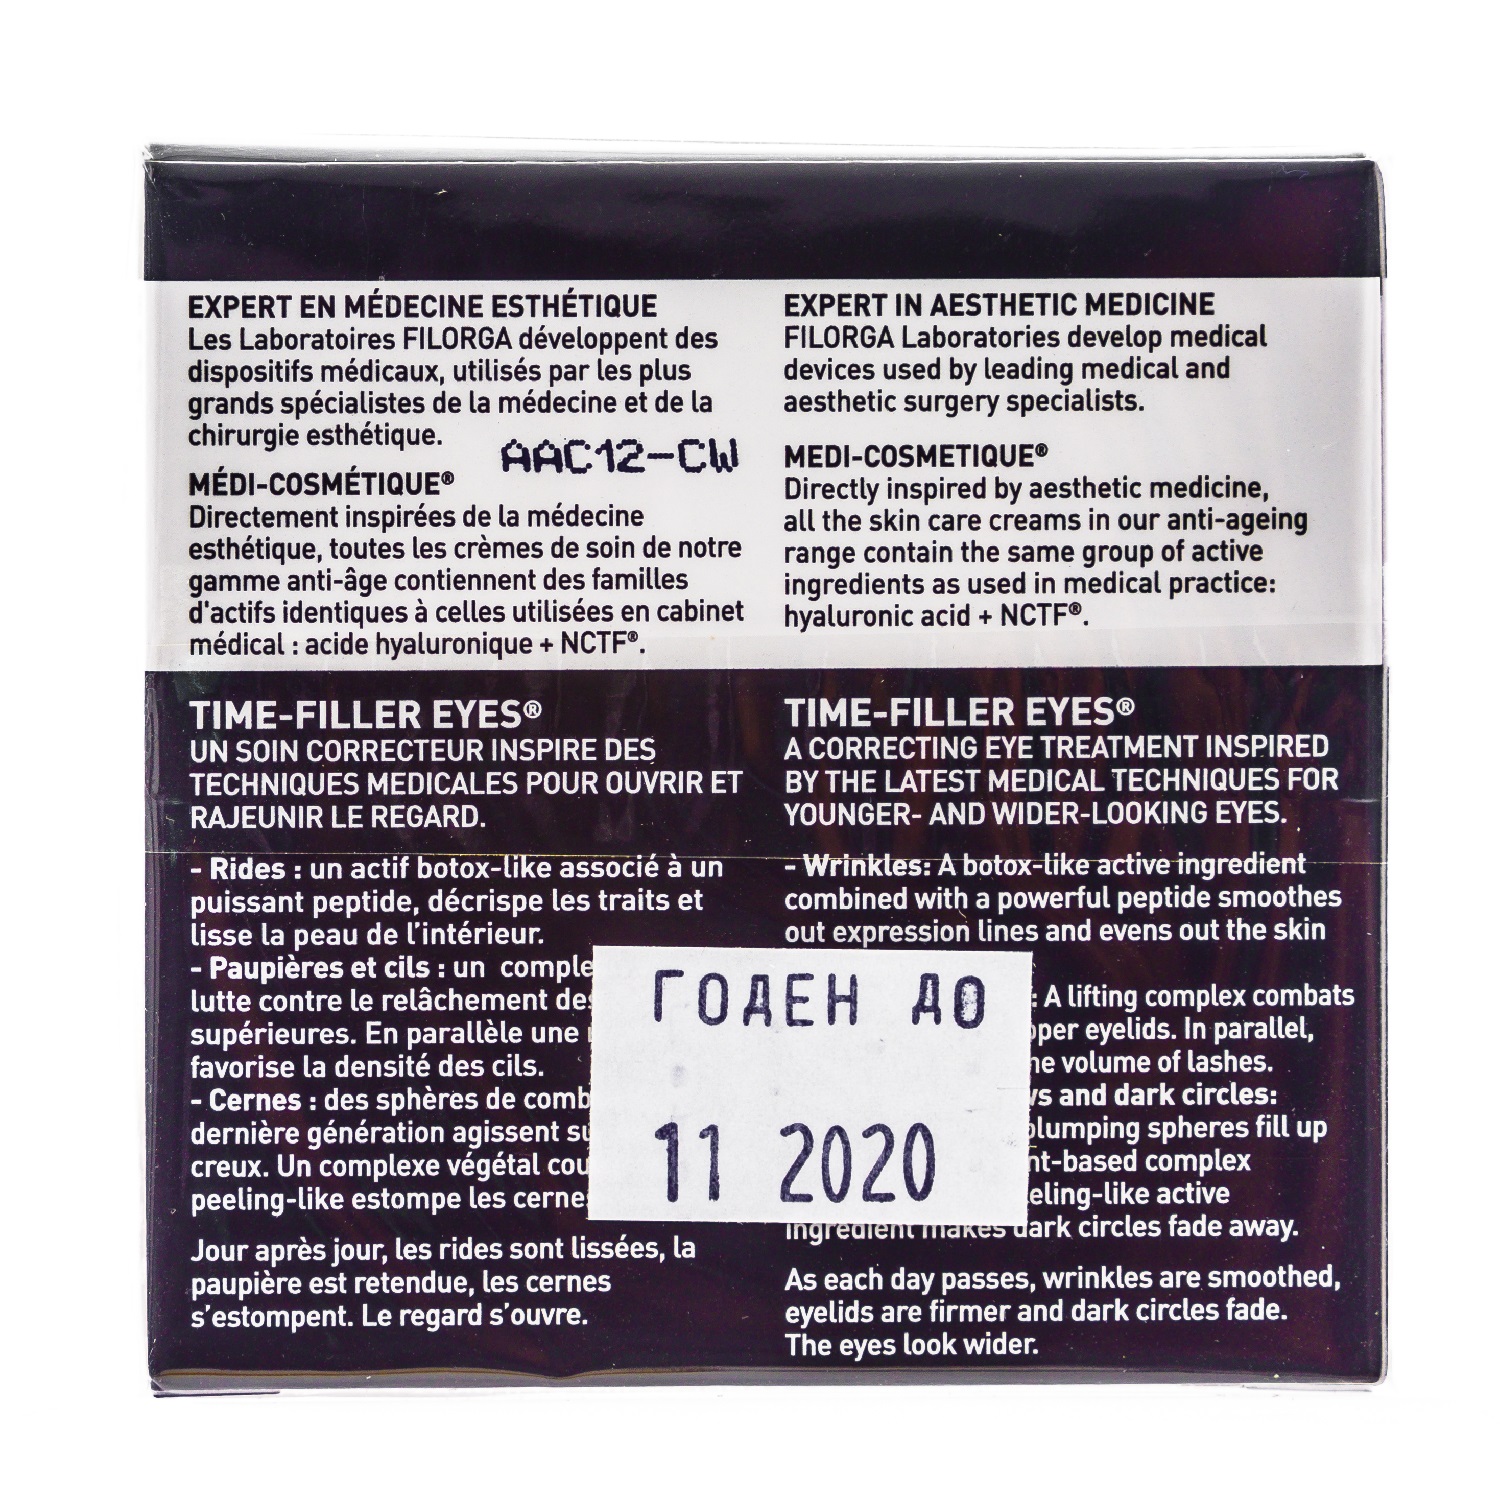 EXPERT EN MÉDECINE ESTHÉTIQUE
Les Laboratoires FILORGA développent des
dispositifs médicaux, utilisés par les plus
grands spécialistes de la médecine et de la
chirurgie esthétique.
AAC12-CW
MÉDI-COSMÉTIQUE®
Directement inspirées de la médecine
esthétique, toutes les crèmes de soin de notre
gamme anti-âge contiennent des familles
d'actifs identiques à celles utilisées en cabinet
médical : acide hyaluronique + NCTF®.
EXPERT IN AESTHETIC MEDICINE
FILORGA Laboratories develop medical
devices used by leading medical and
aesthetic surgery specialists.
MEDI-COSMETIQUE®
Directly inspired by aesthetic medicine,
all the skin care creams in our anti-ageing
range contain the same group of active
ingredients as used in medical practice:
hyaluronic acid + NCTF®.
TIME-FILLER EYES®
UN SOIN CORRECTEUR INSPIRE DES
TECHNIQUES MEDICALES POUR OUVRIR ET
RAJEUNIR LE REGARD.
- Rides : un actif botox-like associé à un
puissant peptide, décrispe les traits et
lisse la peau de l'intérieur.
- Paupières et cils : un
lutte contre le relâchement
supérieures. En parallèle une
favorise la densité des cils.
- Cernes : des sphères de
dernière génération agissent
creux. Un complexe végétal
peeling-like estompe les
Jour après jour, les rides sont lissées, la
paupière est retendue, les cernes
s'estompent. Le regard s'ouvre.
TIME-FILLER EYES®
A CORRECTING EYE TREATMENT INSPIRED
BY THE LATEST MEDICAL TECHNIQUES FOR
YOUNGER- AND WIDER-LOOKING EYES.
- Wrinkles: A botox-like active ingredient
combined with a powerful peptide smoothes
out expression lines and evens out the skin
: A lifting complex combats
eyelids. In parallel,
volume of lashes.
and dark circles:
plumping spheres fill up
complex
active
ingredient makes dark circles fade away.
As each day passes, wrinkles are smoothed,
eyelids are firmer and dark circles fade.
The eyes look wider.
ГОДЕН ДО
11 2020